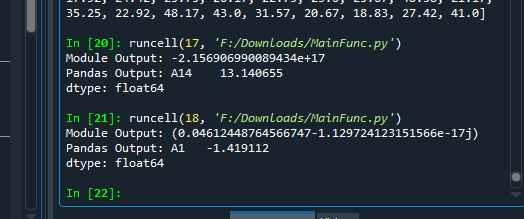 35.25, 22.92, 48.17, 43.0, 31.57, 20.67, 18.83, 27.42, 41.0]
In [20]: runcell(17, 'F:/Downloads/MainFunc.py')
Module Output: -2.156906990089434e+17
Pandas Output: A14    13.140655
dtype: float64
In [21]: runcell(18, 'F:/Downloads/MainFunc.py')
Module Output: (0.04612448764566747-1.129724123151566e-17j)
Pandas Output: A1   -1.419112
dtype: float64
In [22]: